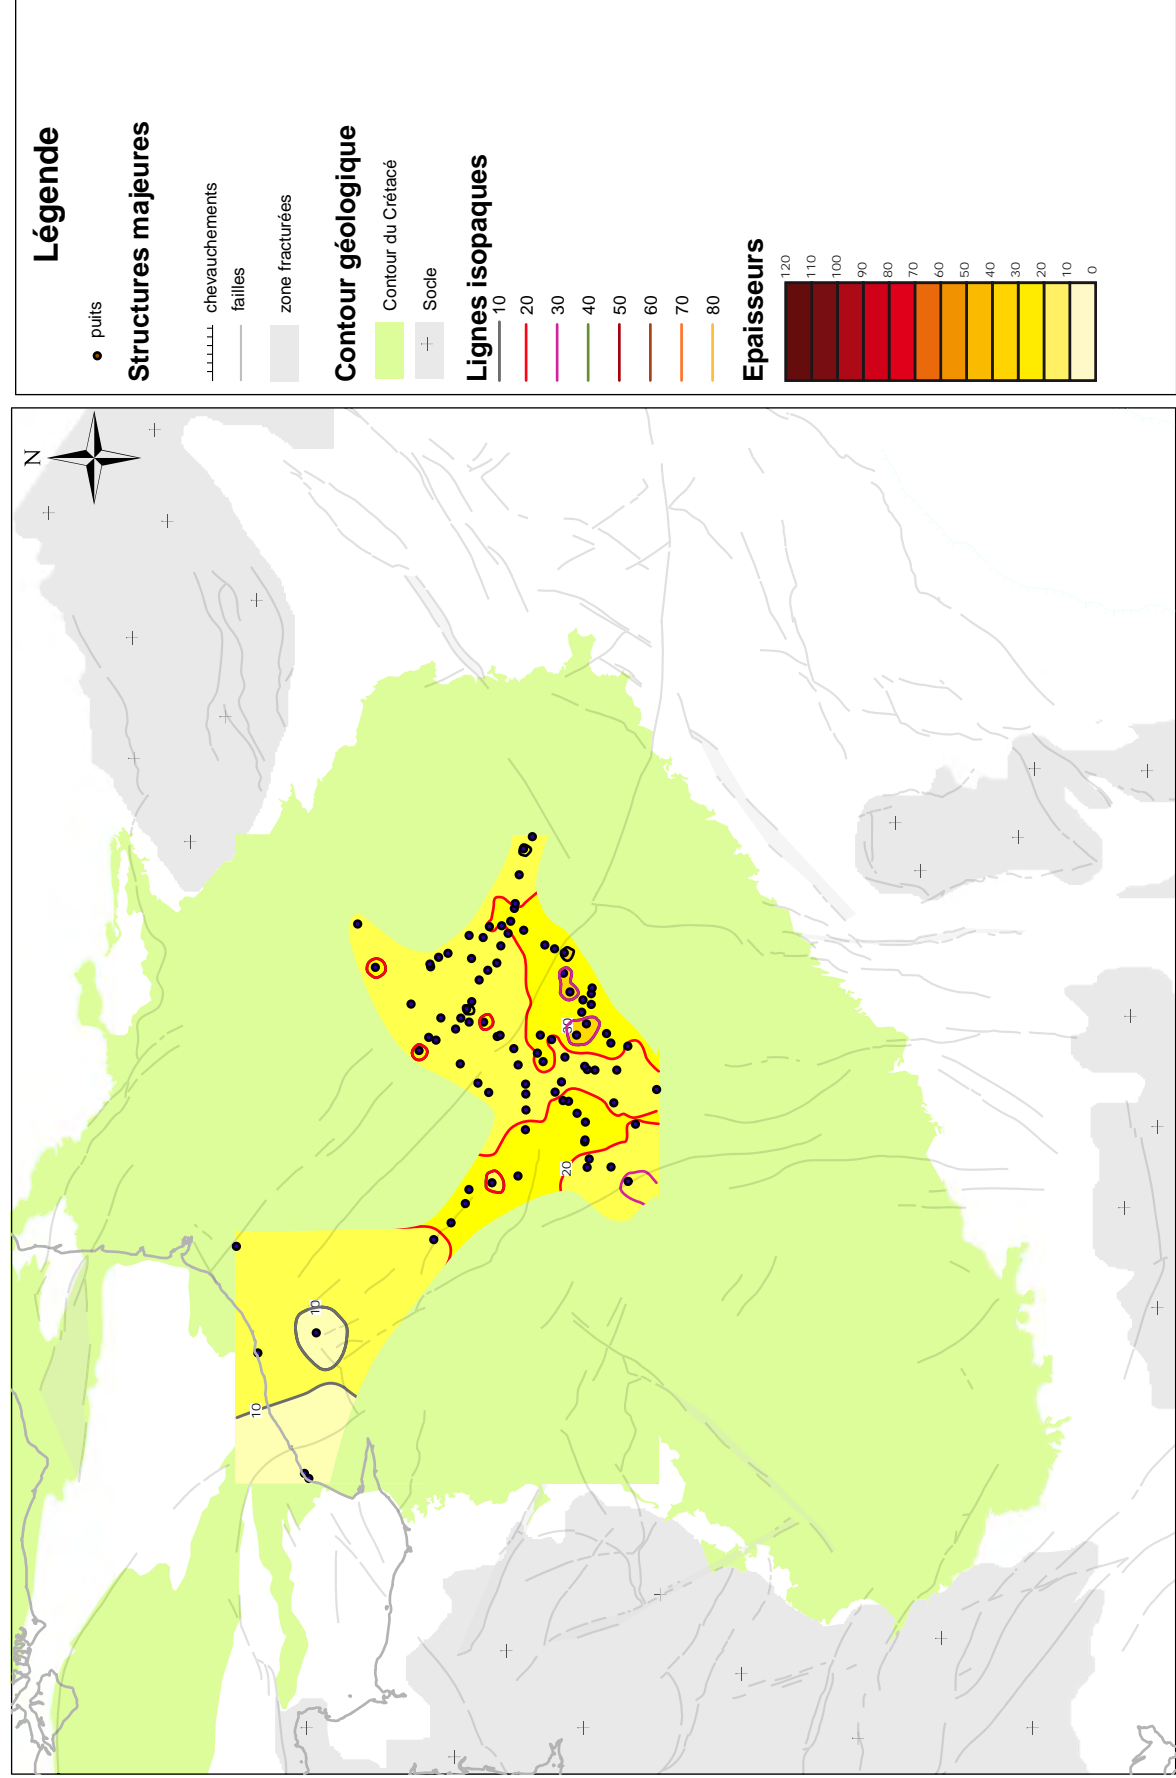 Légende
puits
Structures majeures
chevauchements
failles
zone fracturées
Contour géologique
Contour du Crétacé
Socle
Lignes isopaques
10
20
30
40
50
60
70
80
Epaisseurs
120
110
100
90
80
70
60
50
40
30
20
10
0
N
30
20
10
10